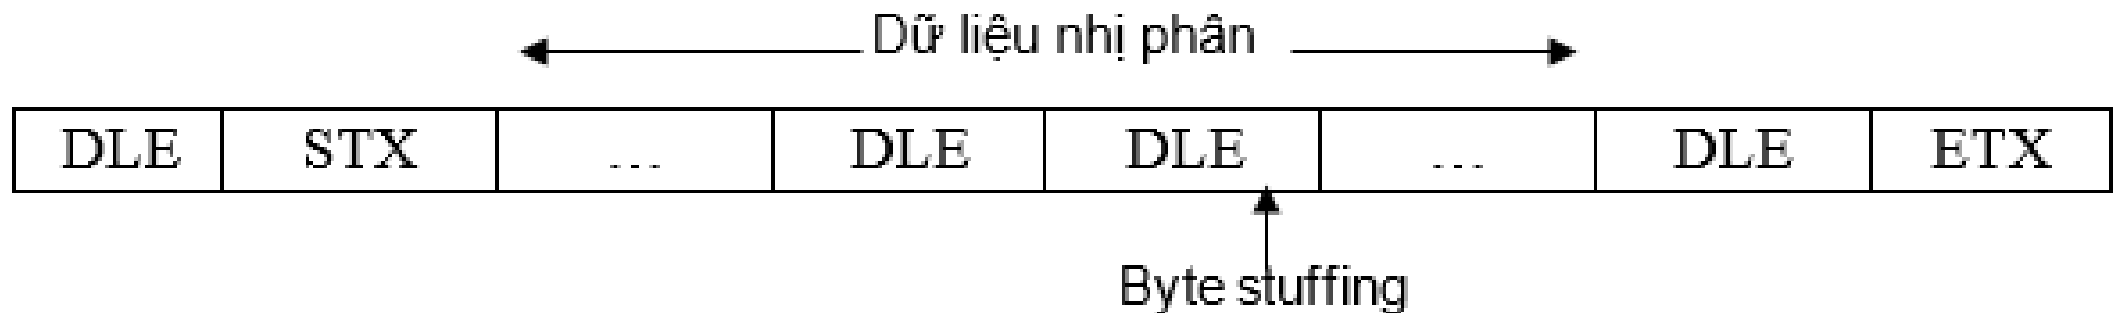 Dữ liệu nhị phân
DLE STX ... DLE DLE ... DLE ETX
Byte stuffing